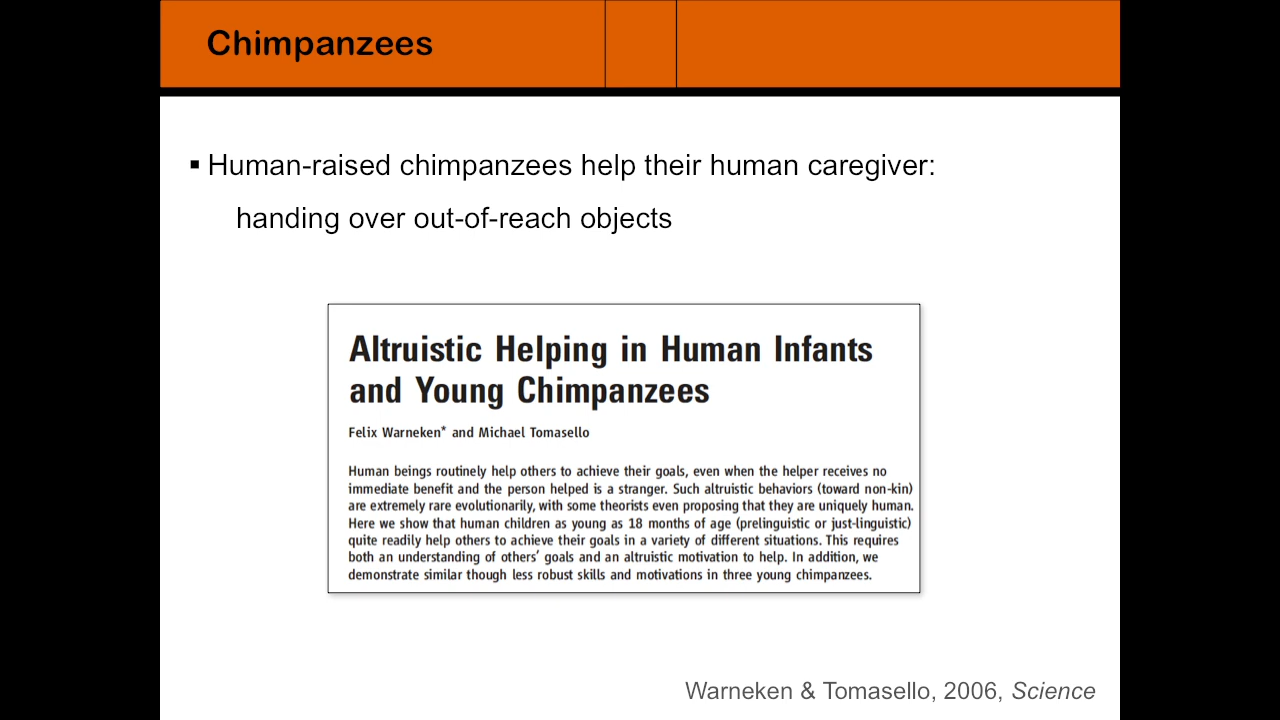 Chimpanzees
▪ Human-raised chimpanzees help their human caregiver:
handing over out-of-reach objects
Altruistic Helping in Human Infants
and Young Chimpanzees
Felix Warneken* and Michael Tomasello
Human beings routinely help others to achieve their goals, even when the helper receives no
immediate benefit and the person helped is a stranger. Such altruistic behaviors (toward non-kin)
are extremely rare evolutionarily, with some theorists even proposing that they are uniquely human.
Here we show that human children as young as 18 months of age (prelinguistic or just-linguistic)
quite readily help others to achieve their goals in a variety of different situations. This requires
both an understanding of others’ goals and an altruistic motivation to help. In addition, we
demonstrate similar though less robust skills and motivations in three young chimpanzees.
Warneken & Tomasello, 2006, Science